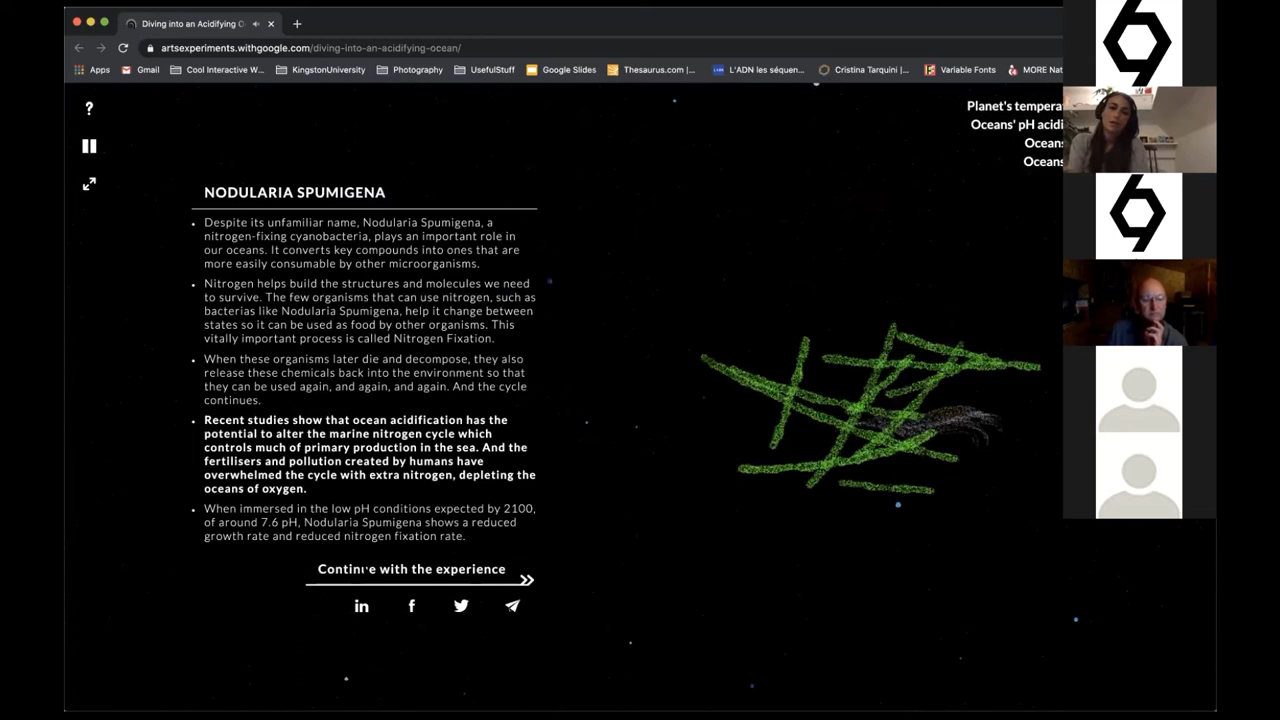 Diving into an Acidifying O
artsexperiments.withgoogle.com/diving-into-an-acidifying-ocean/
Apps Gmail Cool Interactive W... KingstonUniversity Photography UsefulStuff Google Slides Thesaurus.com |... L'ADN les séquen... Cristina Tarquini |... Variable Fonts MORE Nat
?
Planet's tempera
Oceans' pH acidi
Ocean
Ocean
NODULARIA SPUMIGENA
• Despite its unfamiliar name, Nodularia Spumigena, a
nitrogen-fixing cyanobacteria, plays an important role in
our oceans. It converts key compounds into ones that are
more easily consumable by other microorganisms.
• Nitrogen helps build the structures and molecules we need
to survive. The few organisms that can use nitrogen, such as
bacterias like Nodularia Spumigena, help it change between
states so it can be used as food by other organisms. This
vitally important process is called Nitrogen Fixation.
• When these organisms later die and decompose, they also
release these chemicals back into the environment so that
they can be used again, and again, and again. And the cycle
continues.
• Recent studies show that ocean acidification has the
potential to alter the marine nitrogen cycle which
controls much of primary production in the sea. And the
fertilisers and pollution created by humans have
overwhelmed the cycle with extra nitrogen, depleting the
oceans of oxygen.
• When immersed in the low pH conditions expected by 2100,
of around 7.6 pH, Nodularia Spumigena shows a reduced
growth rate and reduced nitrogen fixation rate.
Continue with the experience
in f